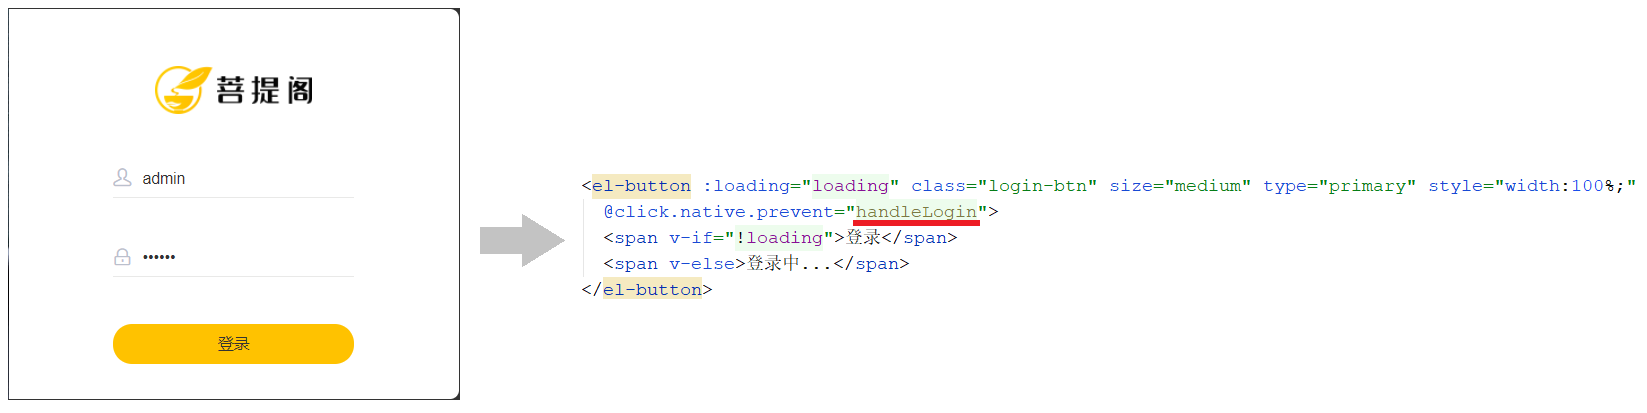 菩提阁
admin
••••••
登录
<el-button :loading="loading" class="login-btn" size="medium" type="primary" style="width:100%;"
@click.native.prevent="handleLogin">
<span v-if="!loading">登录</span>
<span v-else>登录中...</span>
</el-button>